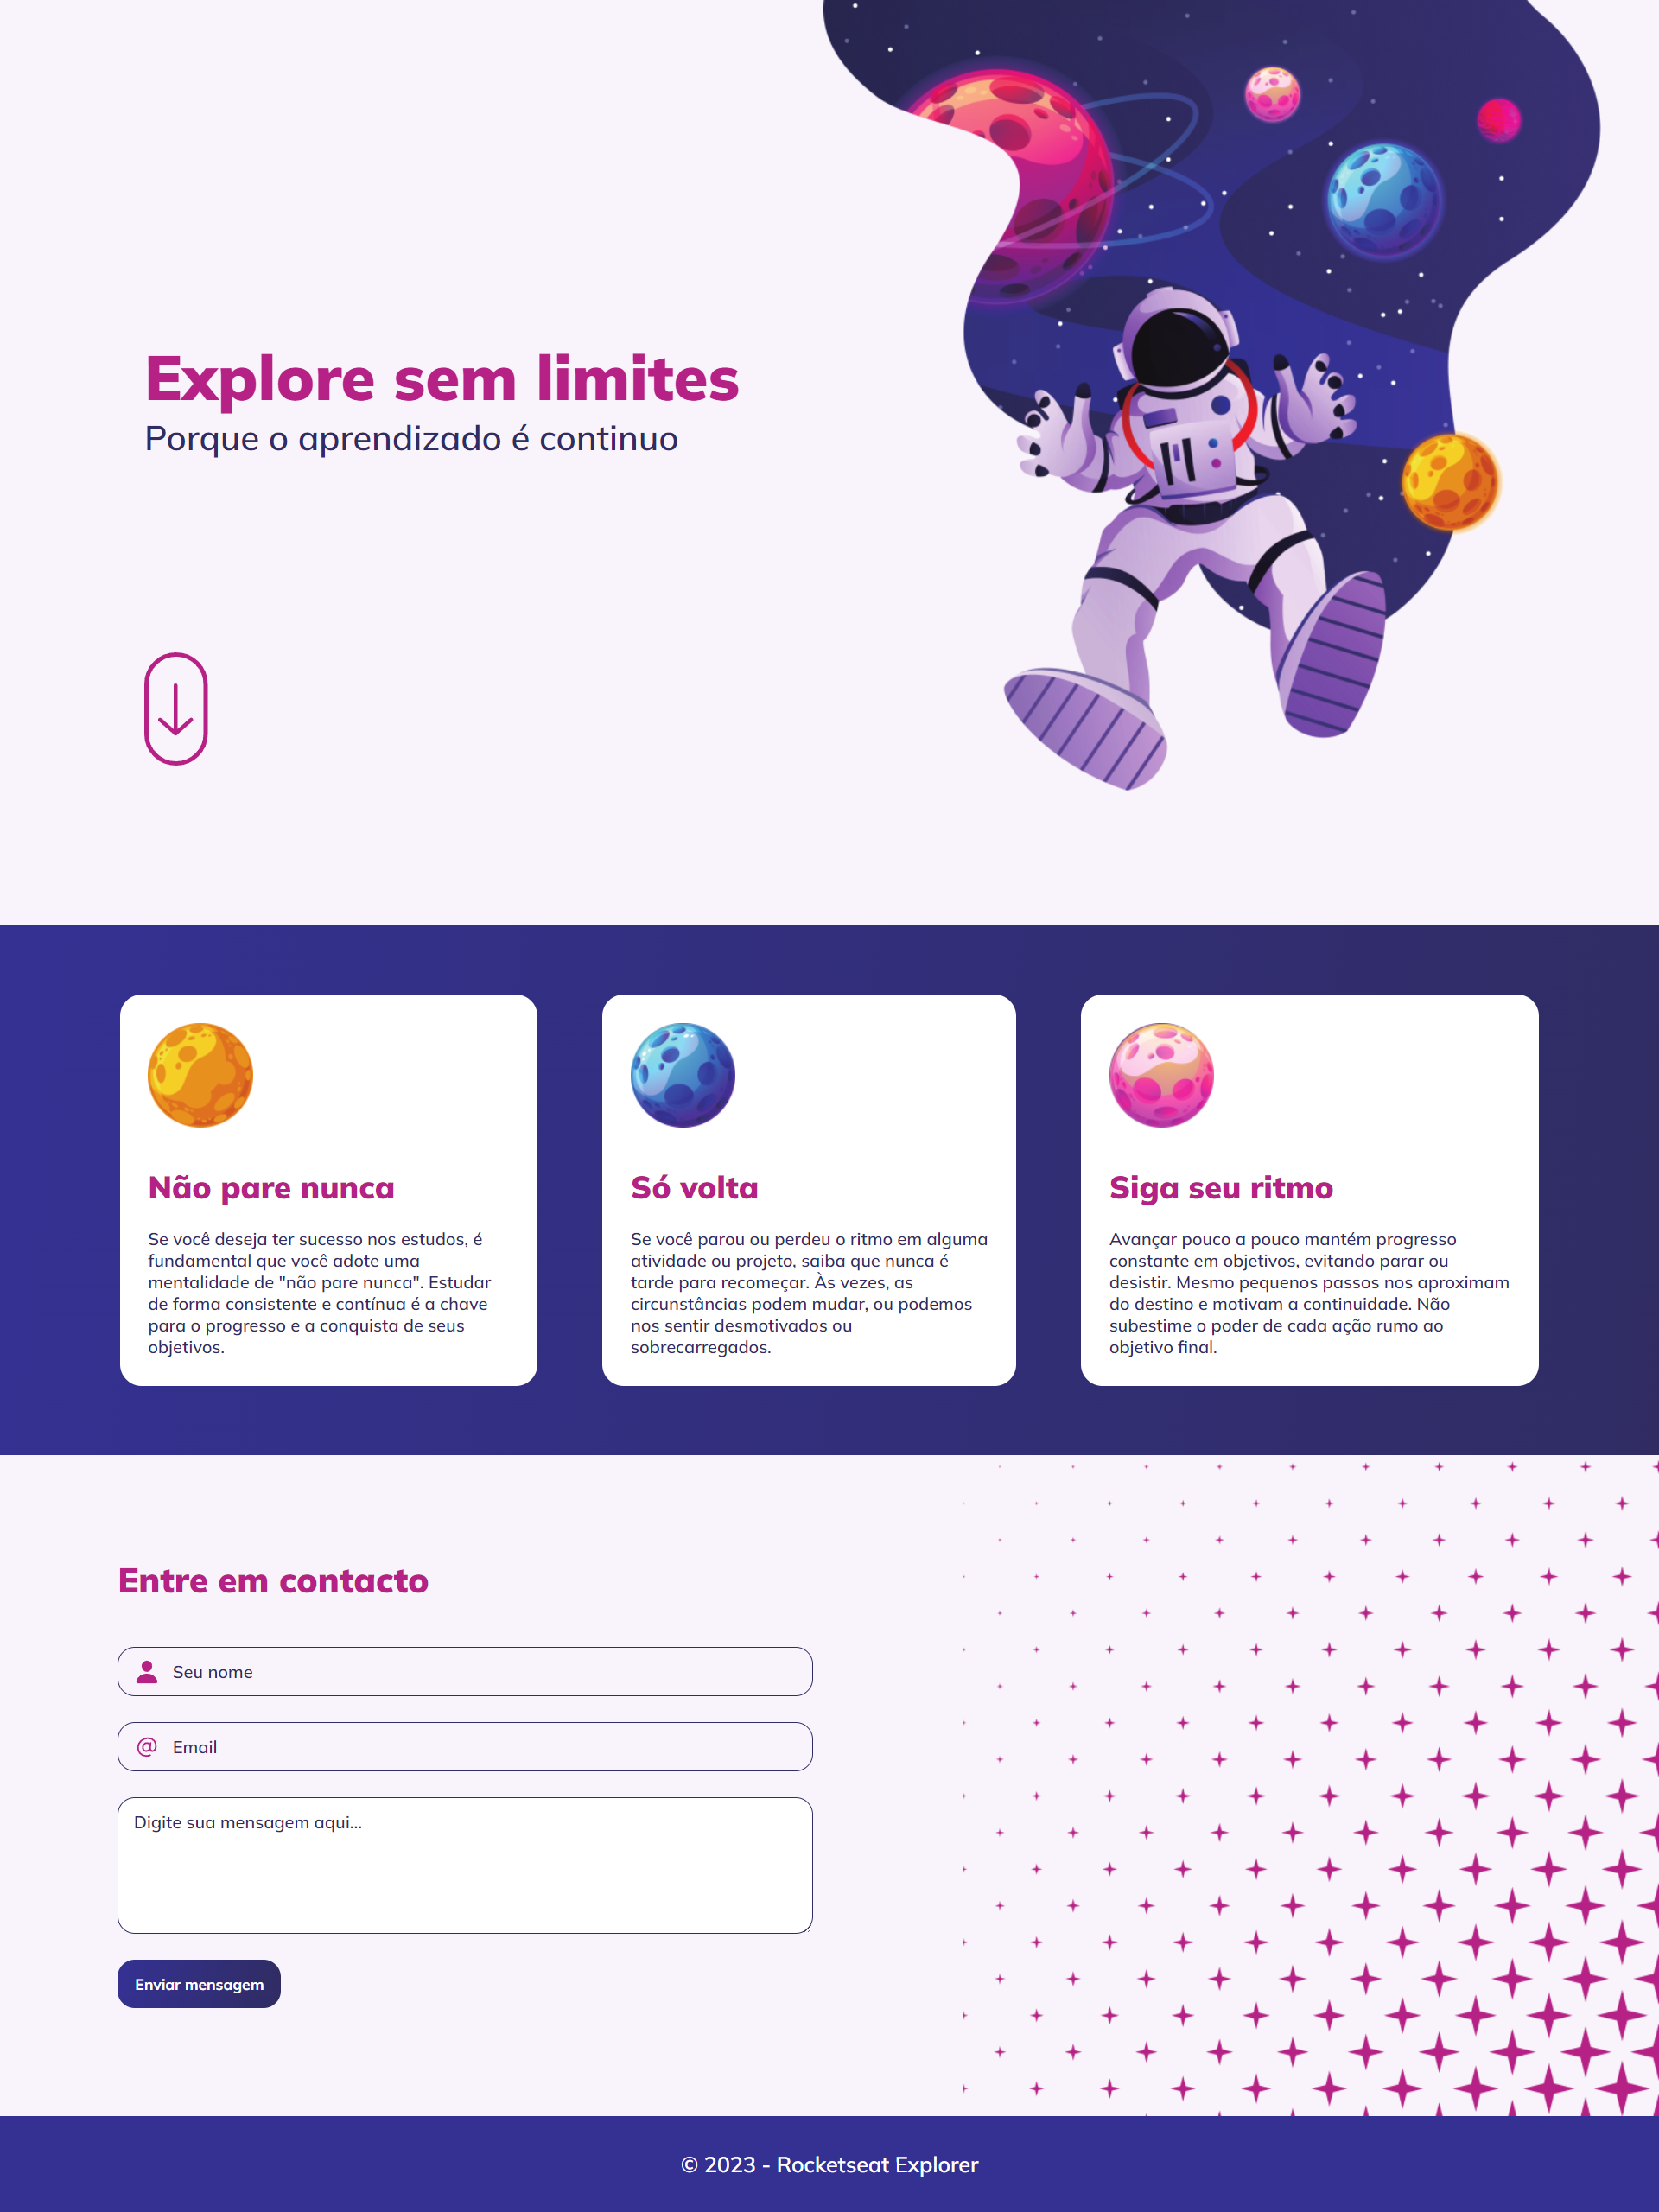 Explore sem limites
Porque o aprendizado é continuo
Não pare nunca
Se você deseja ter sucesso nos estudos, é
fundamental que você adote uma
mentalidade de "não pare nunca". Estudar
de forma consistente e contínua é a chave
para o progresso e a conquista de seus
objetivos.
Só volta
Se você parou ou perdeu o ritmo em alguma
atividade ou projeto, saiba que nunca é
tarde para recomeçar. Às vezes, as
circunstâncias podem mudar, ou podemos
nos sentir desmotivados ou
sobrecarregados.
Siga seu ritmo
Avançar pouco a pouco mantém progresso
constante em objetivos, evitando parar ou
desistir. Mesmo pequenos passos nos aproximam
do destino e motivam a continuidade. Não
subestime o poder de cada ação rumo ao
objetivo final.
Entre em contacto
Seu nome
@ Email
Digite sua mensagem aqui...
Enviar mensagem
© 2023 - Rocketseat Explorer